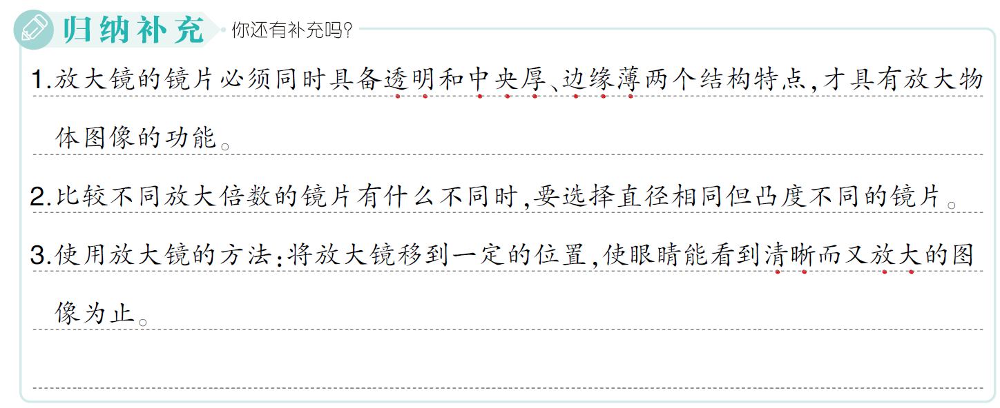 归纳补充 你还有补充吗?
1.放大镜的镜片必须同时具备透明和中央厚、边缘薄两个结构特点,才具有放大物
体图像的功能。
2.比较不同放大倍数的镜片有什么不同时,要选择直径相同但凸度不同的镜片。
3.使用放大镜的方法:将放大镜移到一定的位置,使眼睛能看到清晰而又放大的图
像为止。